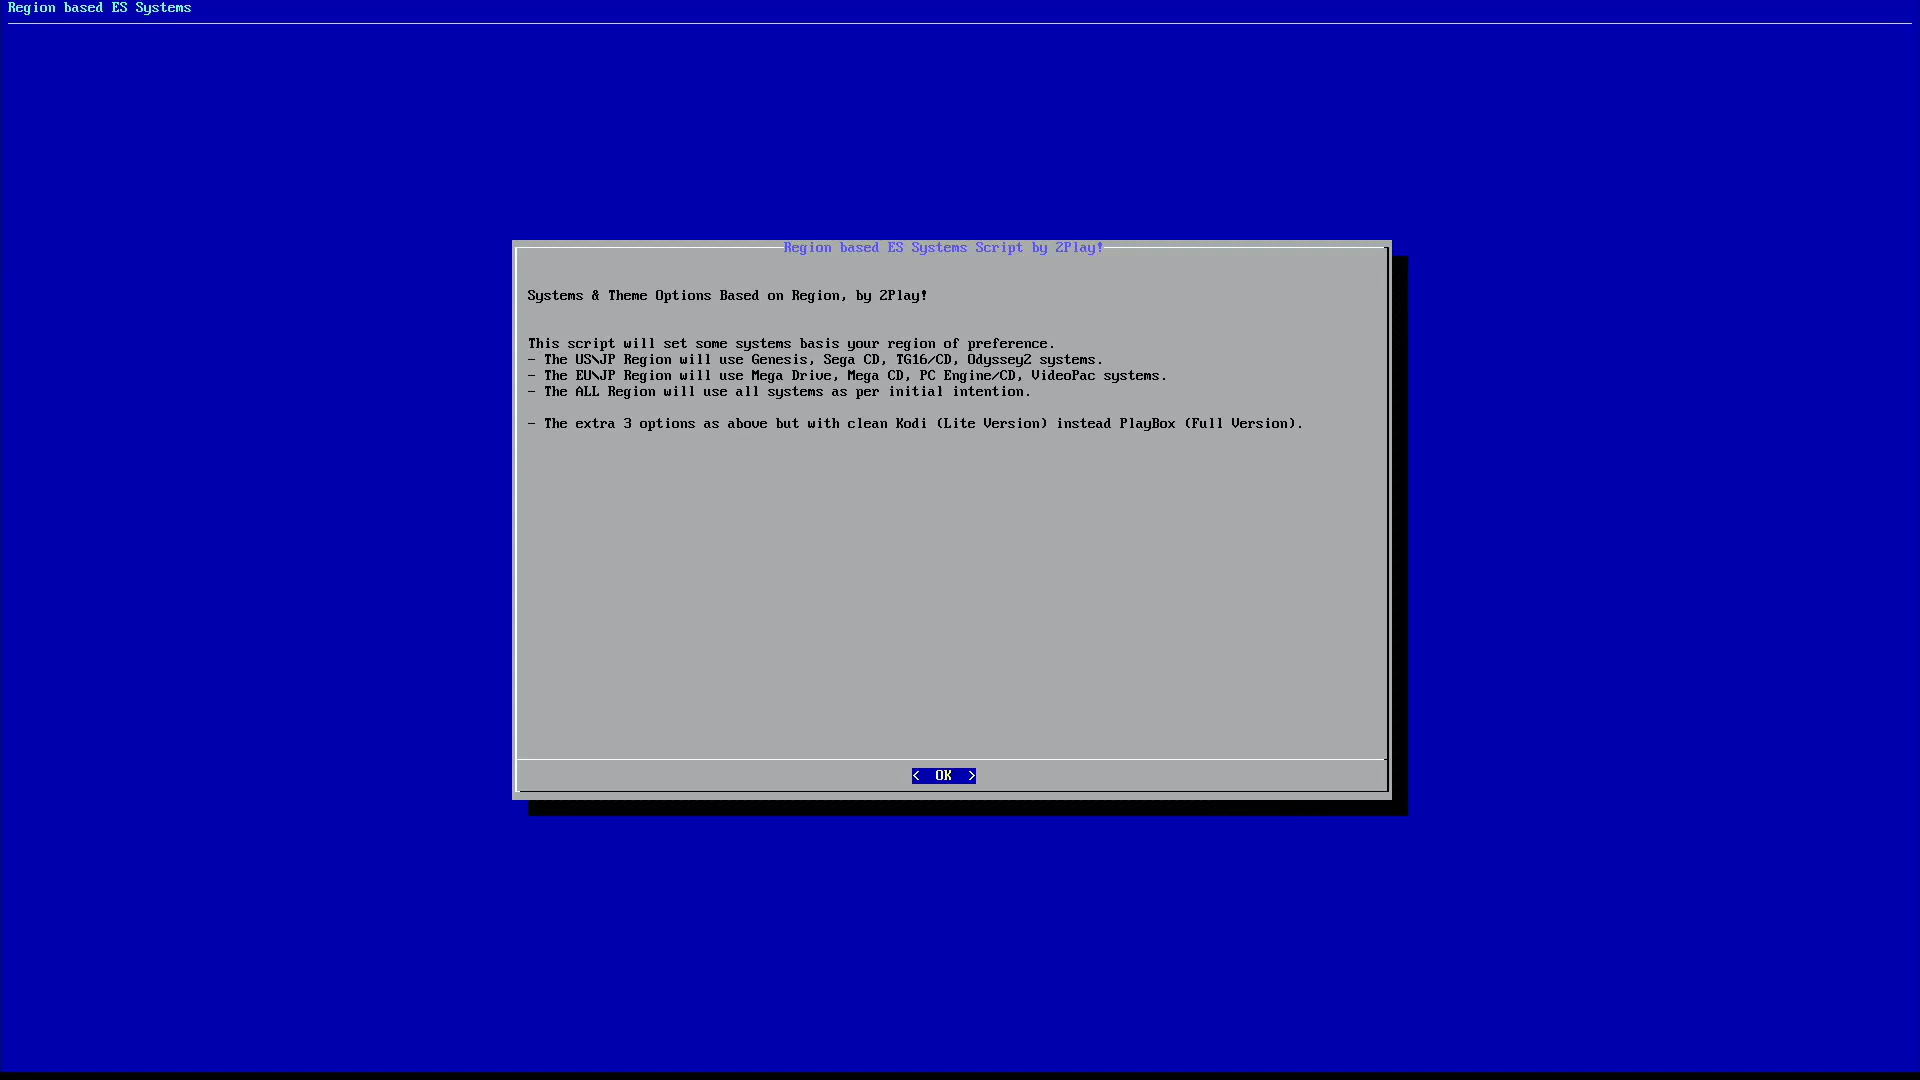 Region based ES Systems
Region based ES Systems Script by 2Play!
Systems & Theme Options Based on Region, by 2Play!
This script will set some systems basis your region of preference.
- The US\JP Region will use Genesis, Sega CD, TG16/CD, Odyssey2 systems.
- The EU\JP Region will use Mega Drive, Mega CD, PC Engine/CD, VideoPac systems.
- The ALL Region will use all systems as per initial intention.
- The extra 3 options as above but with clean Kodi (Lite Version) instead PlayBox (Full Version).
<  OK  >